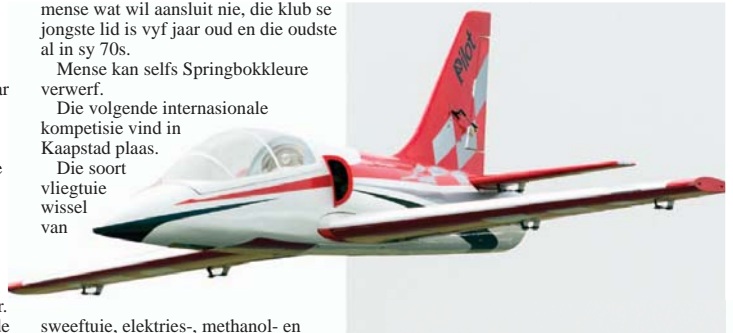 mense wat wil aansluit nie, die klub se
jongste lid is vyf jaar oud en die oudste
al in sy 70s.
Mense kan selfs Springbokkleure
verwerf.
Die volgende internasionale
kompetisie vind in
Kaapstad plaas.
Die soort
vliegtuie
wissel
van
sweeftuie, elektries-, methanol- en
Pilot